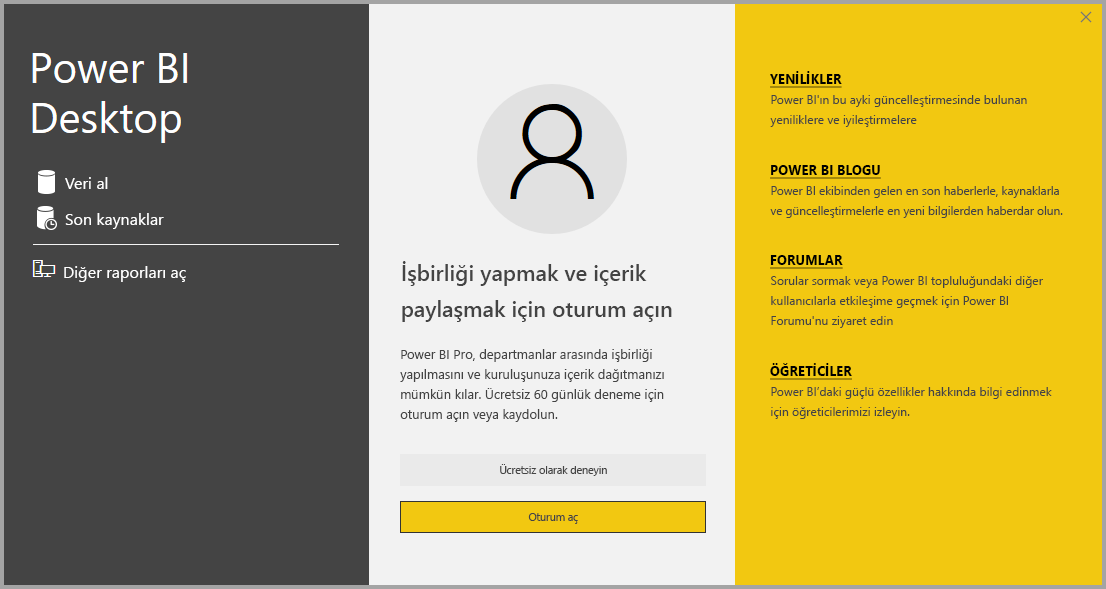 Power BI
Desktop
Veri al
Son kaynaklar
Diğer raporları aç
İşbirliği yapmak ve içerik
paylaşmak için oturum açın
Power BI Pro, departmanlar arasında işbirliği
yapılmasını ve kuruluşunuza içerik dağıtmanızı
mümkün kılar. Ücretsiz 60 günlük deneme için
oturum açın veya kaydolun.
Ücretsiz olarak deneyin
Oturum aç
YENİLİKLER
Power BI'ın bu ayki güncelleştirmesinde bulunan
yeniliklere ve iyileştirmelere
POWER BI BLOGU
Power BI ekibinden gelen en son haberlerle, kaynaklarla
ve güncelleştirmelerle en yeni bilgilerden haberdar olun.
FORUMLAR
Sorular sormak veya Power BI topluluğundaki diğer
kullanıcılarla etkileşime geçmek için Power BI
Forumu'nu ziyaret edin
ÖĞRETİCİLER
Power BI’daki güçlü özellikler hakkında bilgi edinmek
için öğreticilerimizi izleyin.